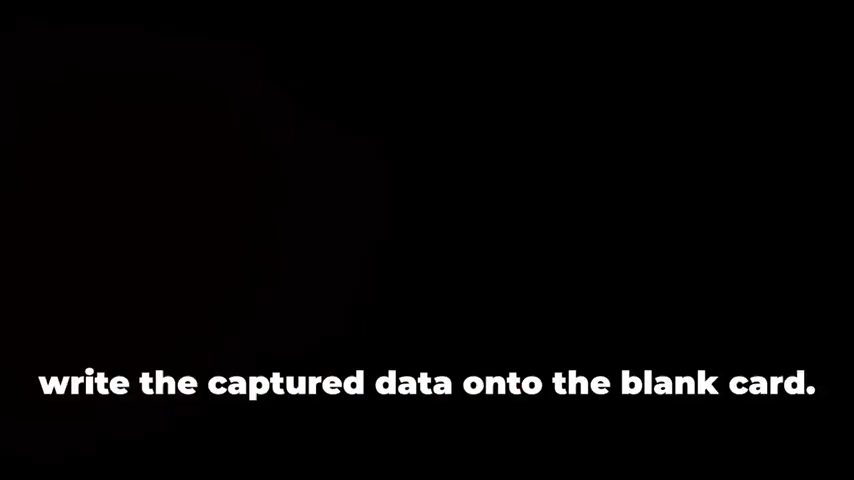 write the captured data onto the blank card.